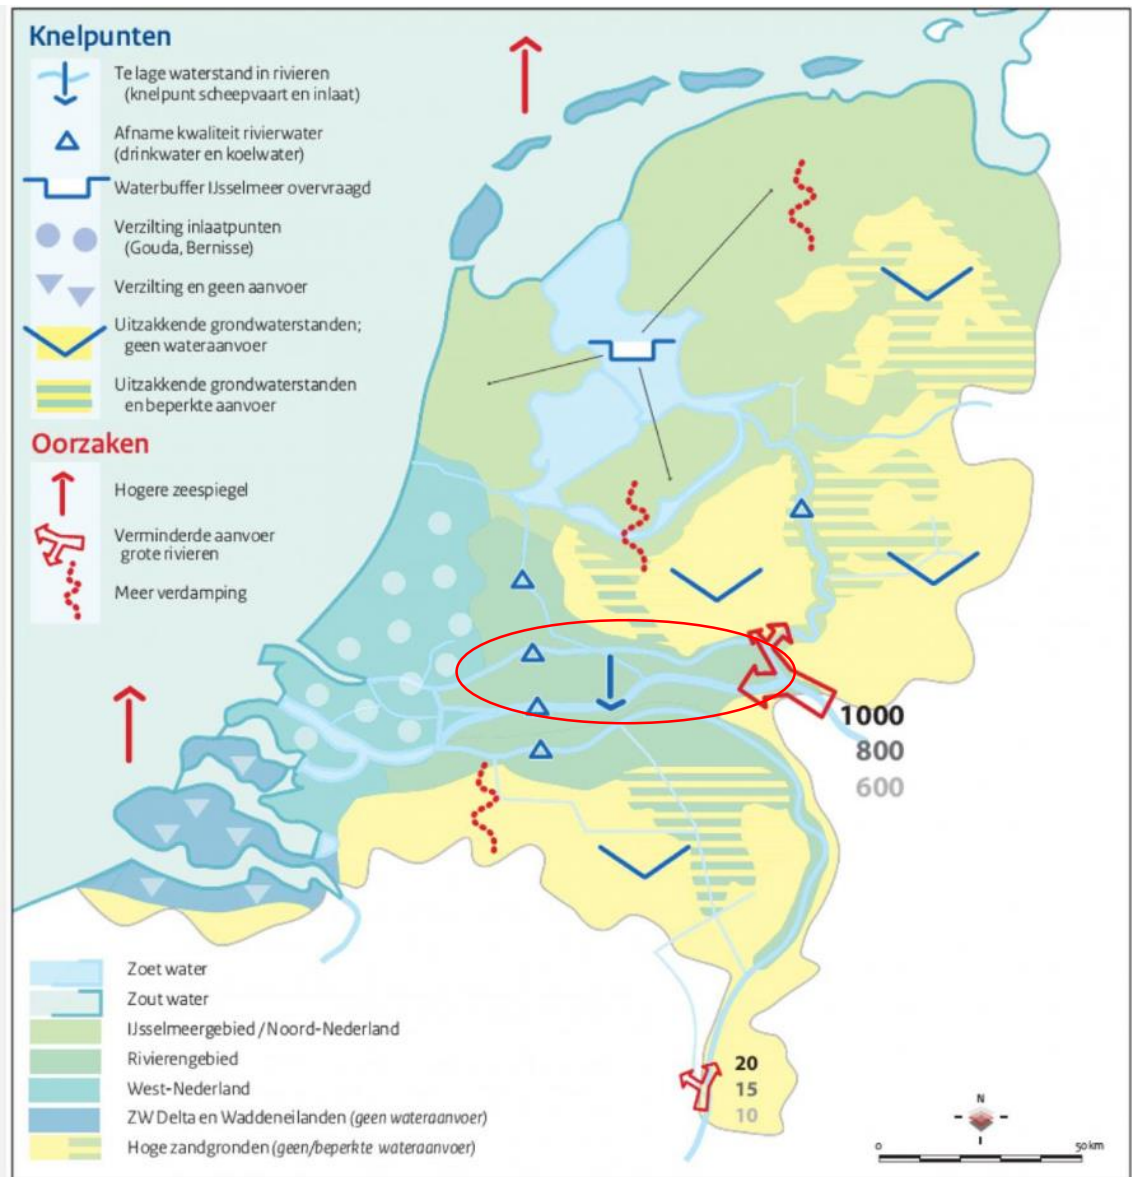 Knelpunten
Te lage waterstand in rivieren
(knelpunt scheepvaart en inlaat)
Afname kwaliteit rivierwater
(drinkwater en koelwater)
Waterbuffer IJsselmeer overvraagd
Verzilting inlaatpunten
(Gouda, Bernisse)
Verzilting en geen aanvoer
Uitzakkende grondwaterstanden;
geen wateraanvoer
Uitzakkende grondwaterstanden
en beperkte aanvoer
Oorzaken
Hogere zeespiegel
Verminderde aanvoer
grote rivieren
Meer verdamping
1000
800
600
Zoet water
Zout water
IJsselmeergebied / Noord-Nederland
Rivierengebied
West-Nederland
ZW Delta en Waddeneilanden (geen wateraanvoer)
Hoge zandgronden (geen/beperkte wateraanvoer)
20
15
10
N
0 50 km